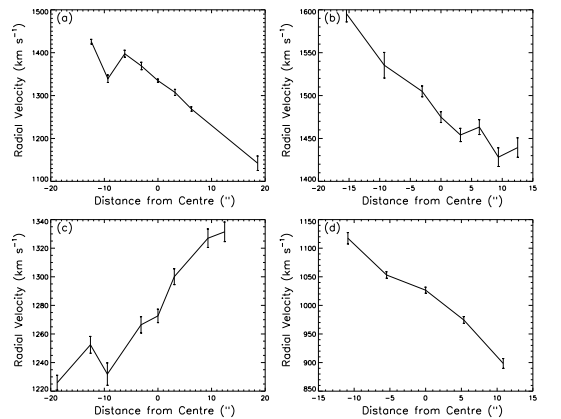 (a)
1500
1400
1300
1200
1100
Radial Velocity (km s⁻¹)
-20 -10 0 10 20
Distance from Centre ('')
(b)
1600
1550
1500
1450
1400
Radial Velocity (km s⁻¹)
-20 -15 -10 -5 0 5 10 15
Distance from Centre ('')
(c)
1340
1320
1300
1280
1260
1240
1220
Radial Velocity (km s⁻¹)
-20 -10 0 10 20
Distance from Centre ('')
(d)
1150
1100
1050
1000
950
900
850
Radial Velocity (km s⁻¹)
-15 -10 -5 0 5 10 15
Distance from Centre ('')